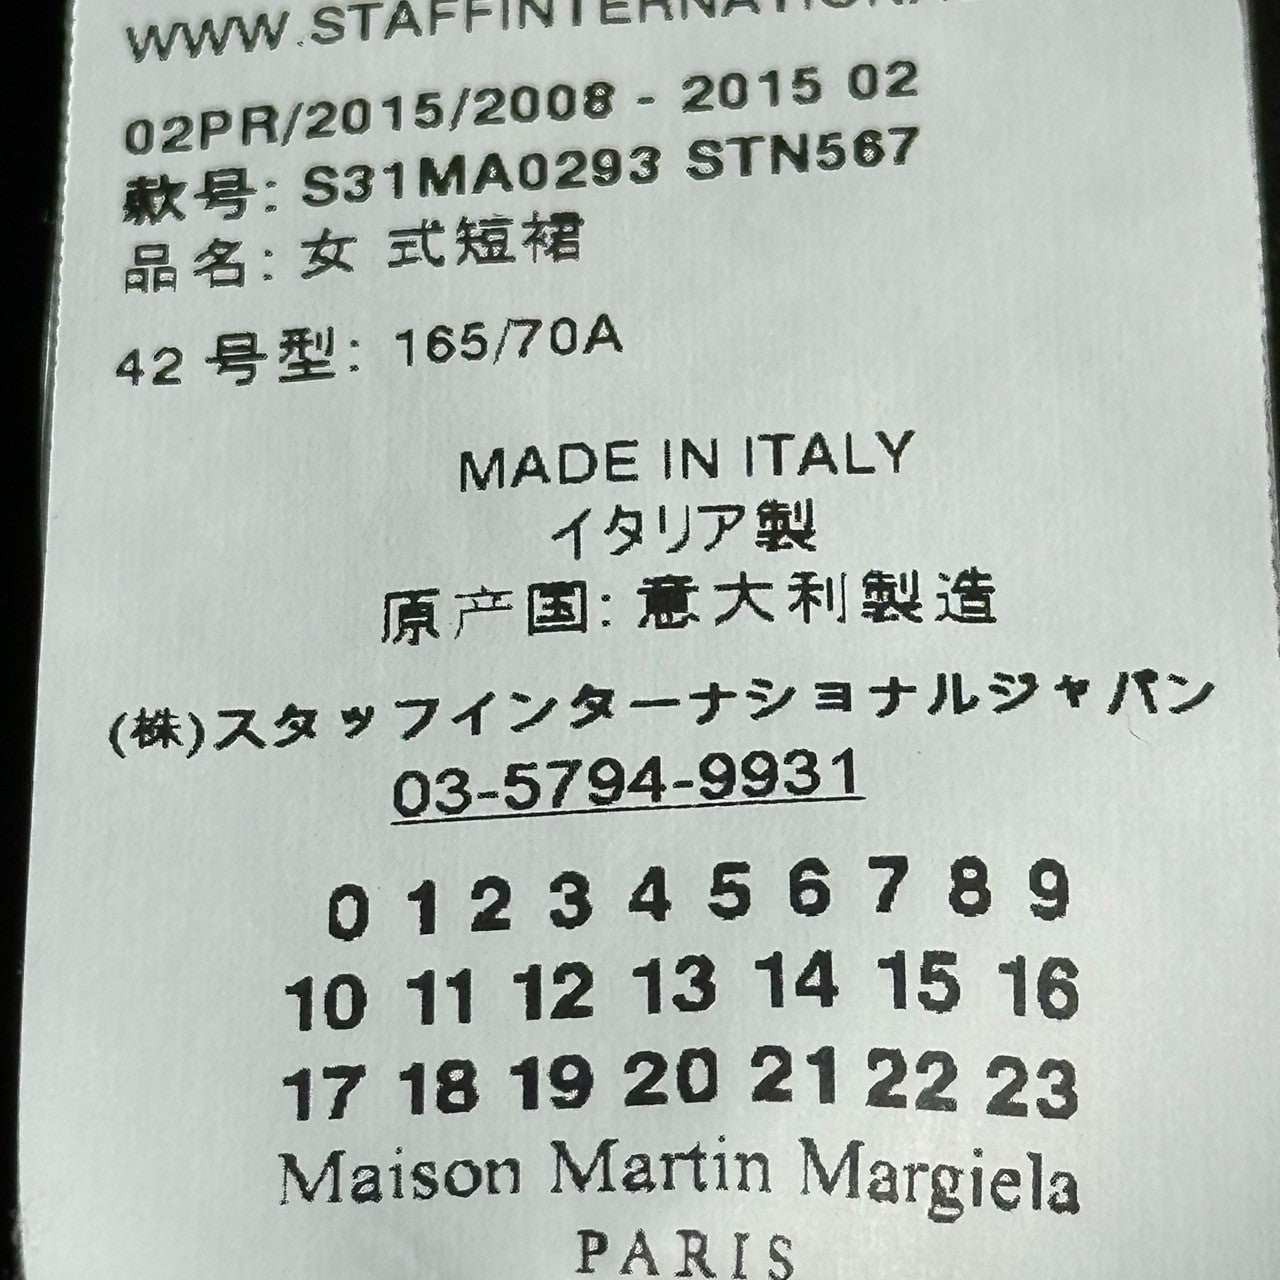 WWW.STAFFINTERNATIONA
02PR/2015/2008 - 2015 02
款号: S31MA0293 STN567
品名: 女 式短裙
42 号型: 165/70A
MADE IN ITALY
イタリア製
原产国: 意大利製造
(株)スタッフインターナショナルジャパン
03-5794-9931
0 1 2 3 4 5 6 7 8 9
10 11 12 13 14 15 16
17 18 19 20 21 22 23
Maison Martin Margiela
PARIS